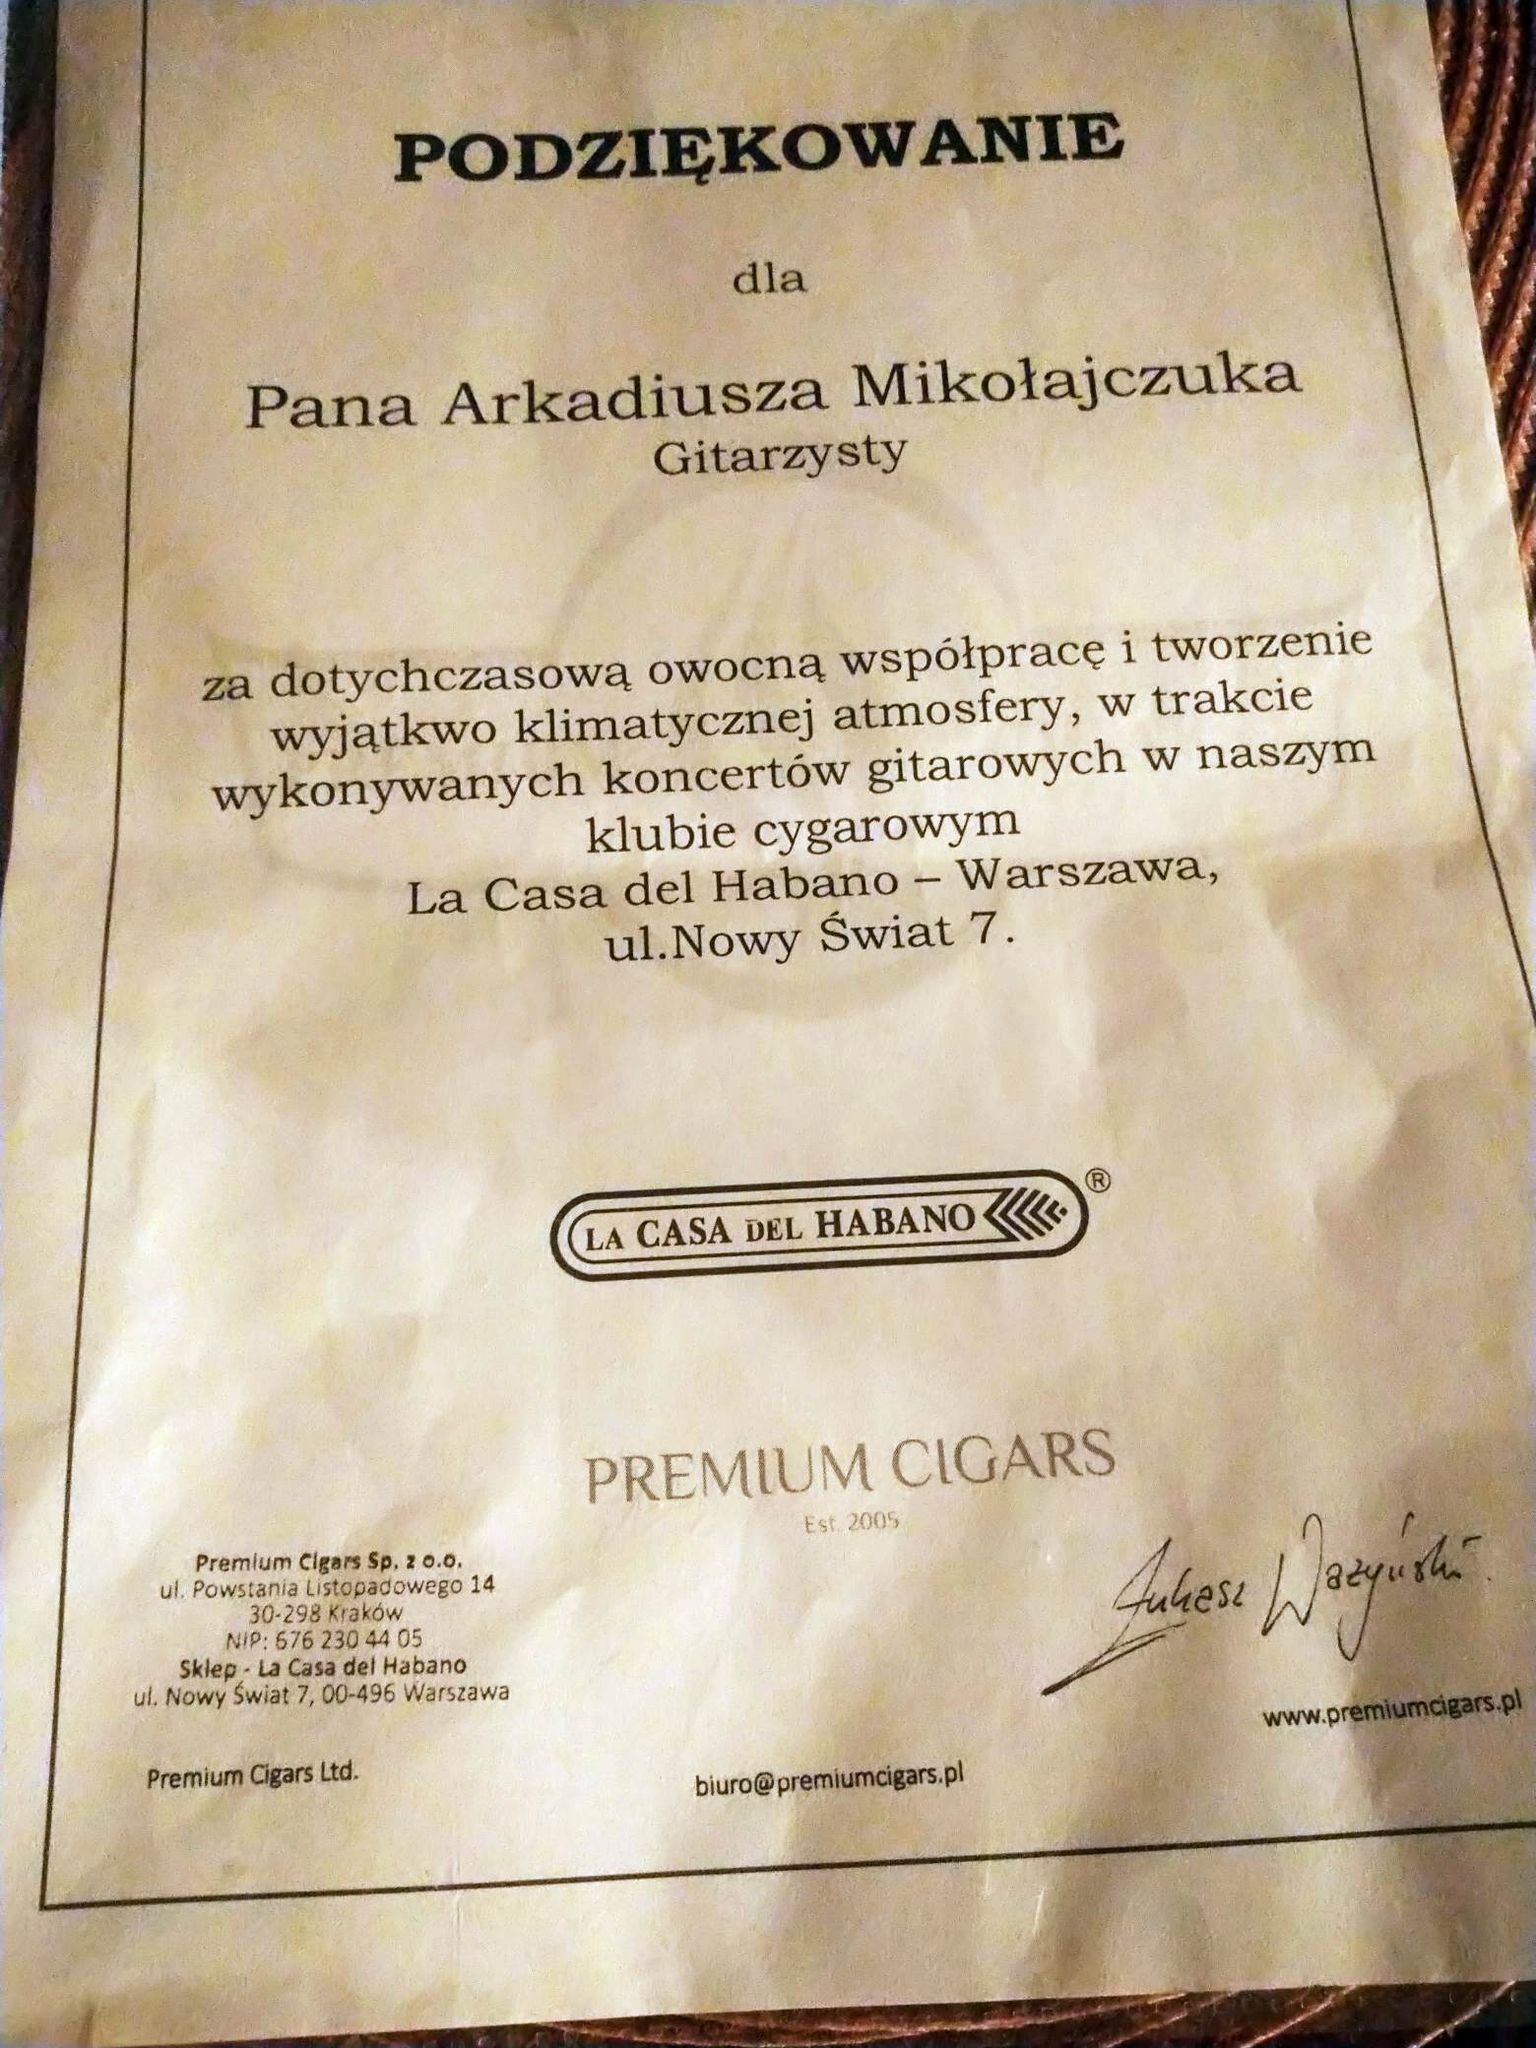 PODZIĘKOWANIE
dla
Pana Arkadiusza Mikołajczuka
Gitarzysty
za dotychczasową owocną współpracę i tworzenie
wyjątkwo klimatycznej atmosfery, w trakcie
wykonywanych koncertów gitarowych w naszym
klubie cygarowym
La Casa del Habano – Warszawa,
ul.Nowy Świat 7.
LA CASA DEL HABANO ®
PREMIUM CIGARS
Est. 2005
Premium Cigars Sp. z o.o.
ul. Powstania Listopadowego 14
30-298 Kraków
NIP: 676 230 44 05
Sklep - La Casa del Habano
ul. Nowy Świat 7, 00-496 Warszawa
Łukasz Wazyński
www.premiumcigars.pl
Premium Cigars Ltd.
biuro@premiumcigars.pl